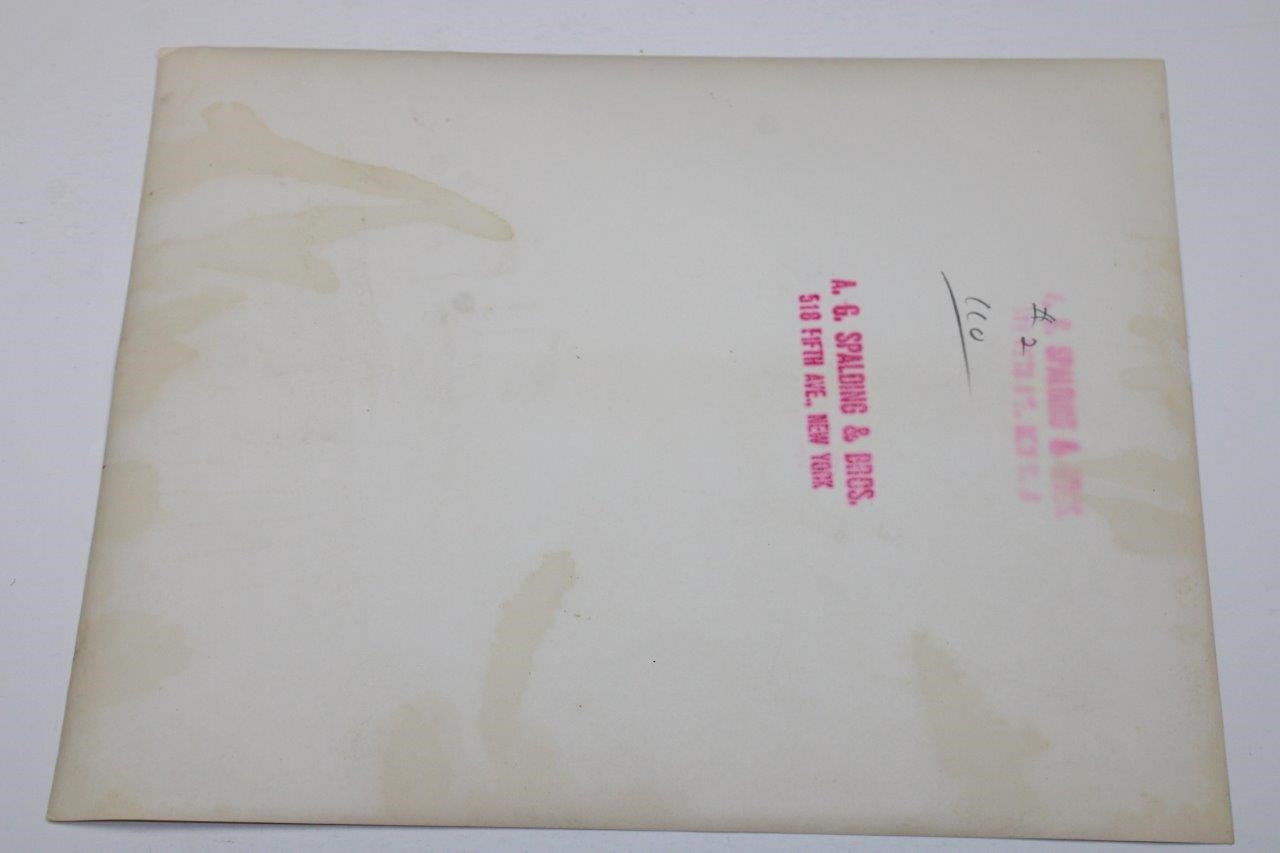 # 2
110
A. G. SPALDING & BROS.
518 FIFTH AVE., NEW YORK